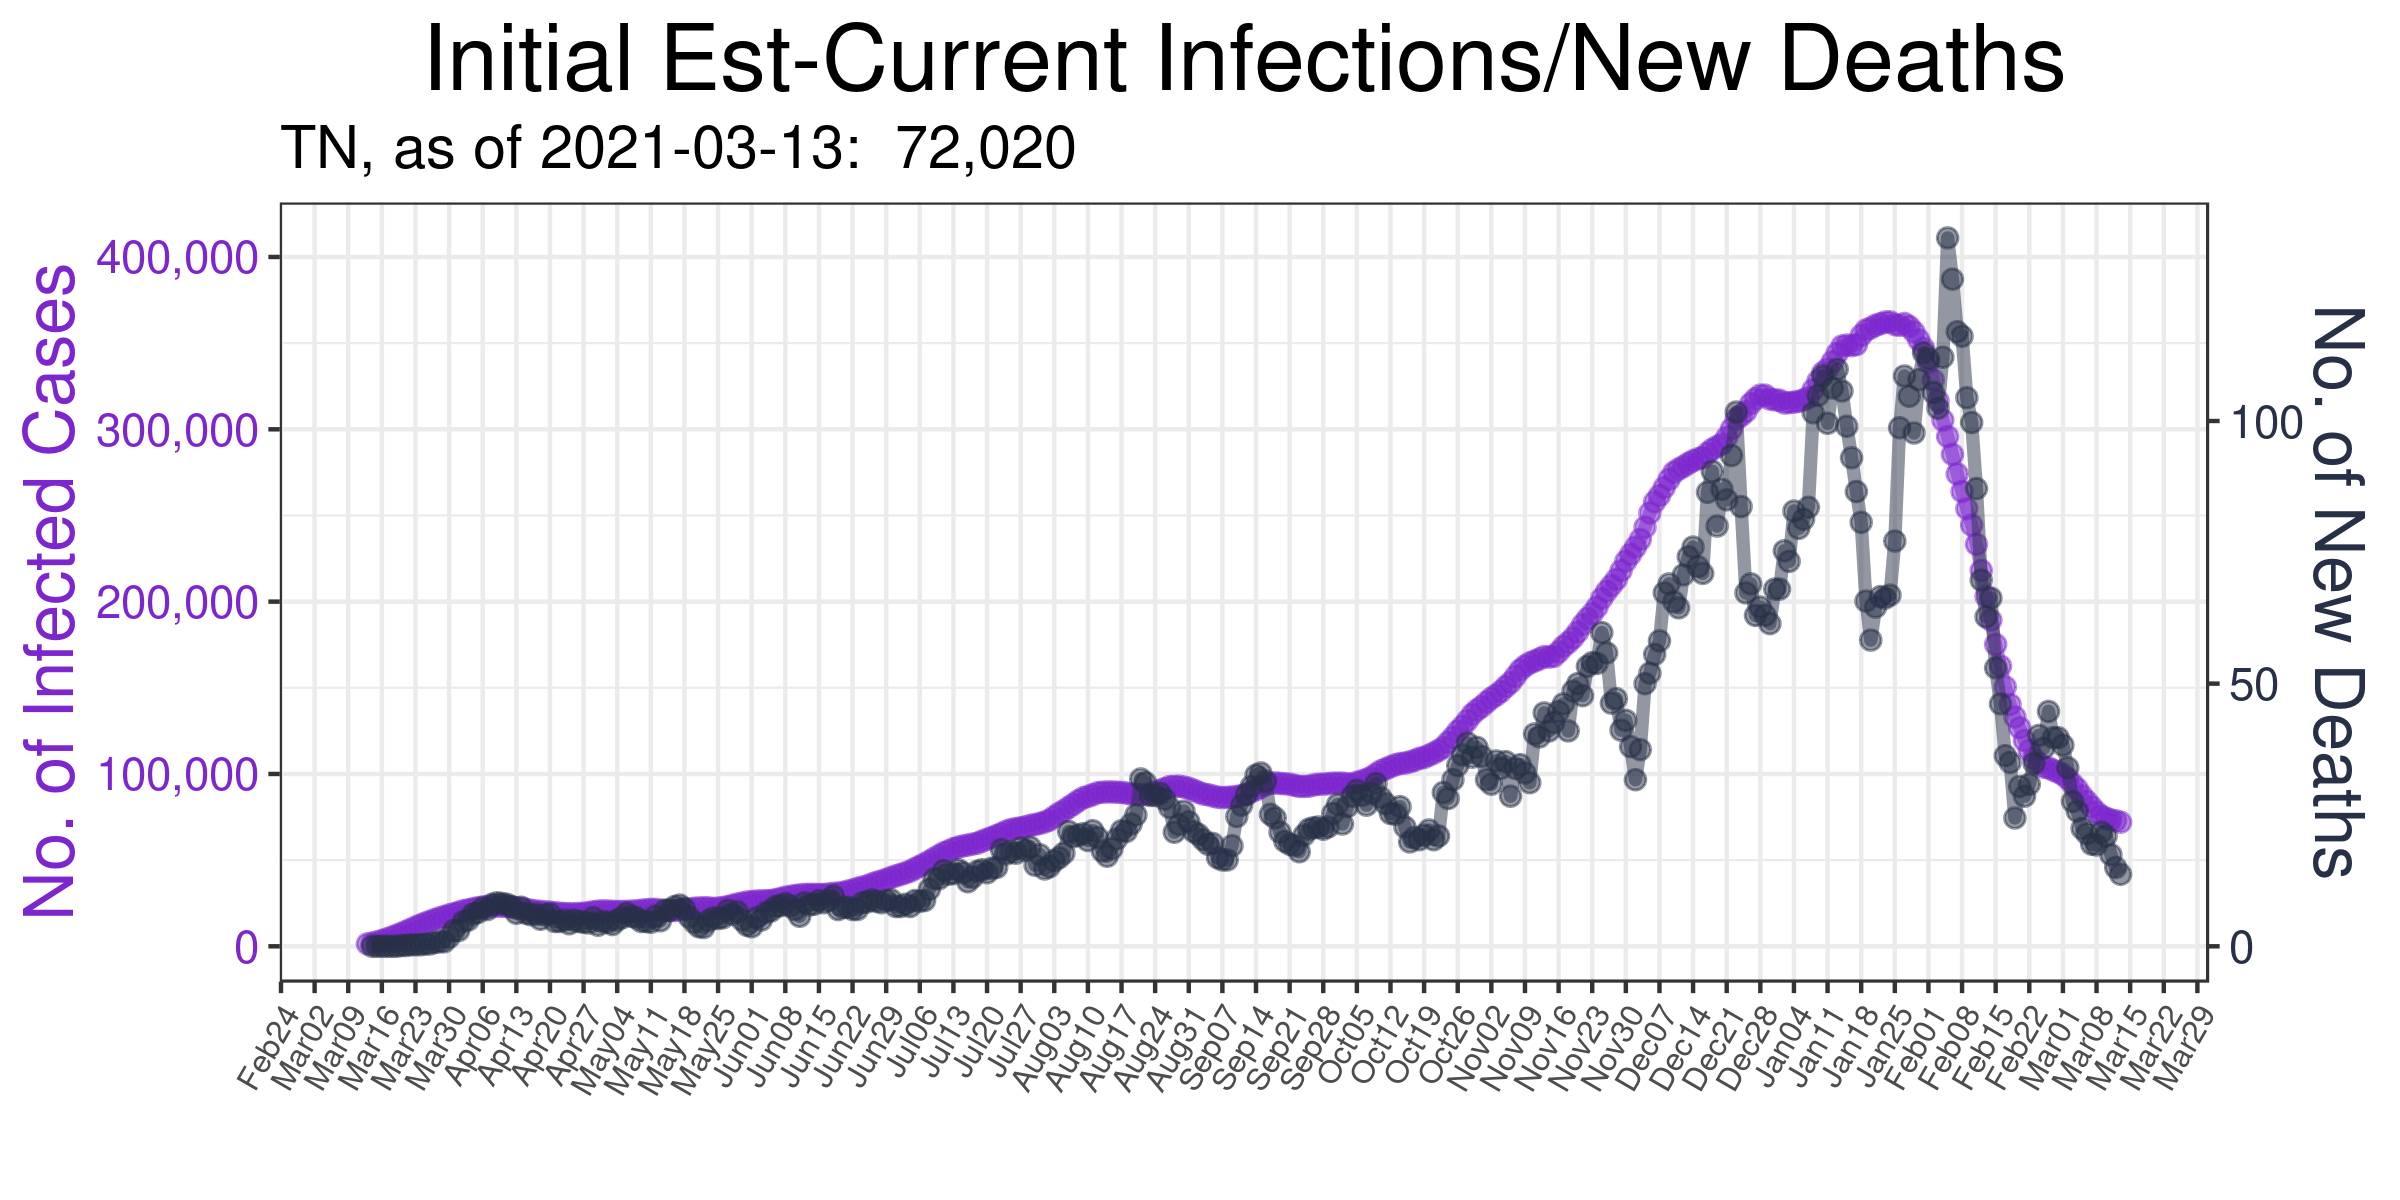 Initial Est-Current Infections/New Deaths
TN, as of 2021-03-13:  72,020
No. of Infected Cases
400,000
300,000
200,000
100,000
0
No. of New Deaths
100
50
0
Feb24
Mar02
Mar09
Mar16
Mar23
Mar30
Apr06
Apr13
Apr20
Apr27
May04
May11
May18
May25
Jun01
Jun08
Jun15
Jun22
Jun29
Jul06
Jul13
Jul20
Jul27
Aug03
Aug10
Aug17
Aug24
Aug31
Sep07
Sep14
Sep21
Sep28
Oct05
Oct12
Oct19
Oct26
Nov02
Nov09
Nov16
Nov23
Nov30
Dec07
Dec14
Dec21
Dec28
Jan04
Jan11
Jan18
Jan25
Feb01
Feb08
Feb15
Feb22
Mar01
Mar08
Mar15
Mar22
Mar29